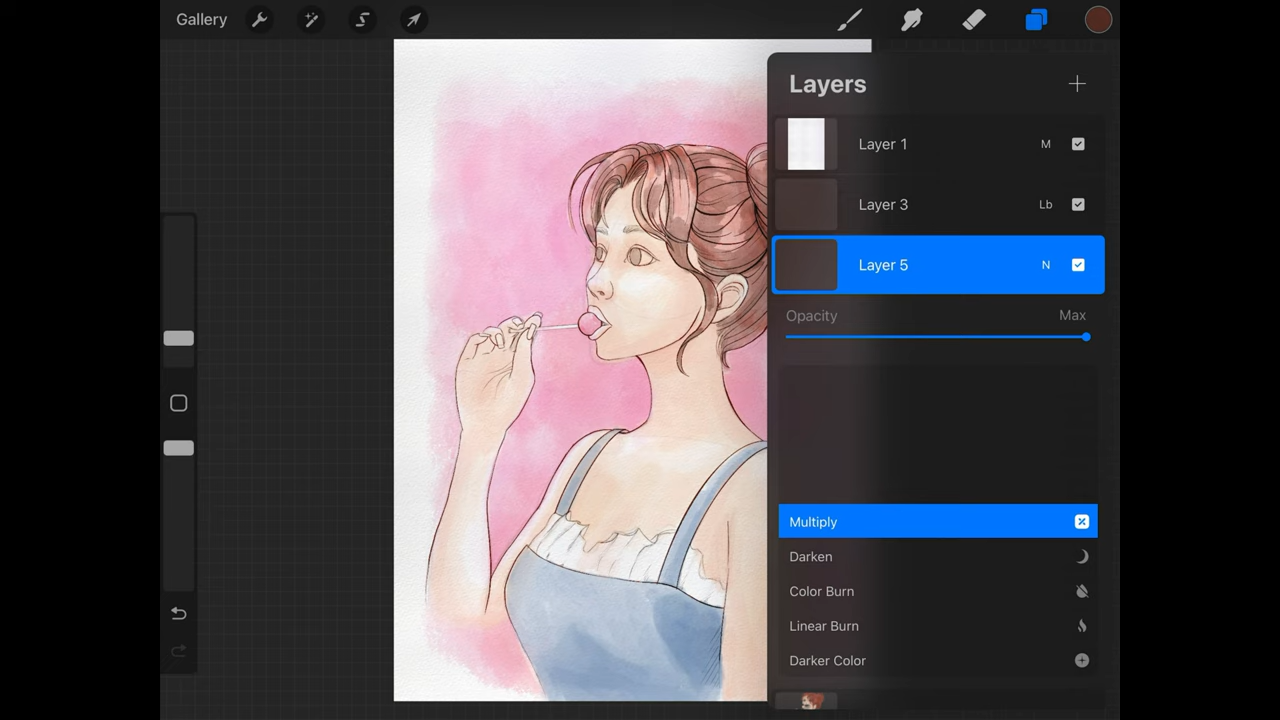 Gallery
Layers
Layer 1 M
Layer 3 Lb
Layer 5 N
Opacity Max
Multiply
Darken
Color Burn
Linear Burn
Darker Color